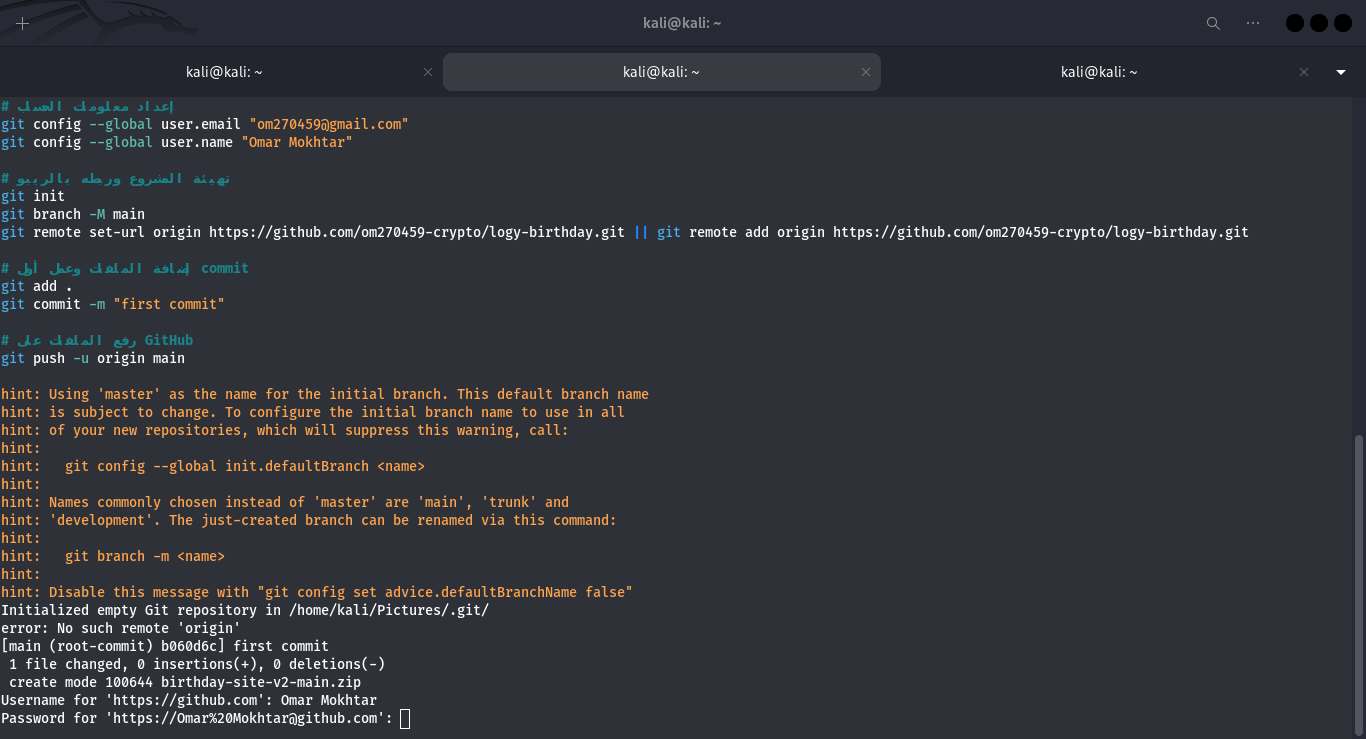 kali@kali: ~
kali@kali: ~
kali@kali: ~
kali@kali: ~
# إعداد معلومات الحساب
git config --global user.email "om270459@gmail.com"
git config --global user.name "Omar Mokhtar"
# تهيئة المشروع وربطه بالريبو
git init
git branch -M main
git remote set-url origin https://github.com/om270459-crypto/logy-birthday.git || git remote add origin https://github.com/om270459-crypto/logy-birthday.git
# إضافة الملفات وعمل أول commit
git add .
git commit -m "first commit"
# رفع الملفات على GitHub
git push -u origin main
hint: Using 'master' as the name for the initial branch. This default branch name
hint: is subject to change. To configure the initial branch name to use in all
hint: of your new repositories, which will suppress this warning, call:
hint:
hint:   git config --global init.defaultBranch <name>
hint:
hint: Names commonly chosen instead of 'master' are 'main', 'trunk' and
hint: 'development'. The just-created branch can be renamed via this command:
hint:
hint:   git branch -m <name>
hint:
hint: Disable this message with "git config set advice.defaultBranchName false"
Initialized empty Git repository in /home/kali/Pictures/.git/
error: No such remote 'origin'
[main (root-commit) b060d6c] first commit
 1 file changed, 0 insertions(+), 0 deletions(-)
 create mode 100644 birthday-site-v2-main.zip
Username for 'https://github.com': Omar Mokhtar
Password for 'https://Omar%20Mokhtar@github.com':